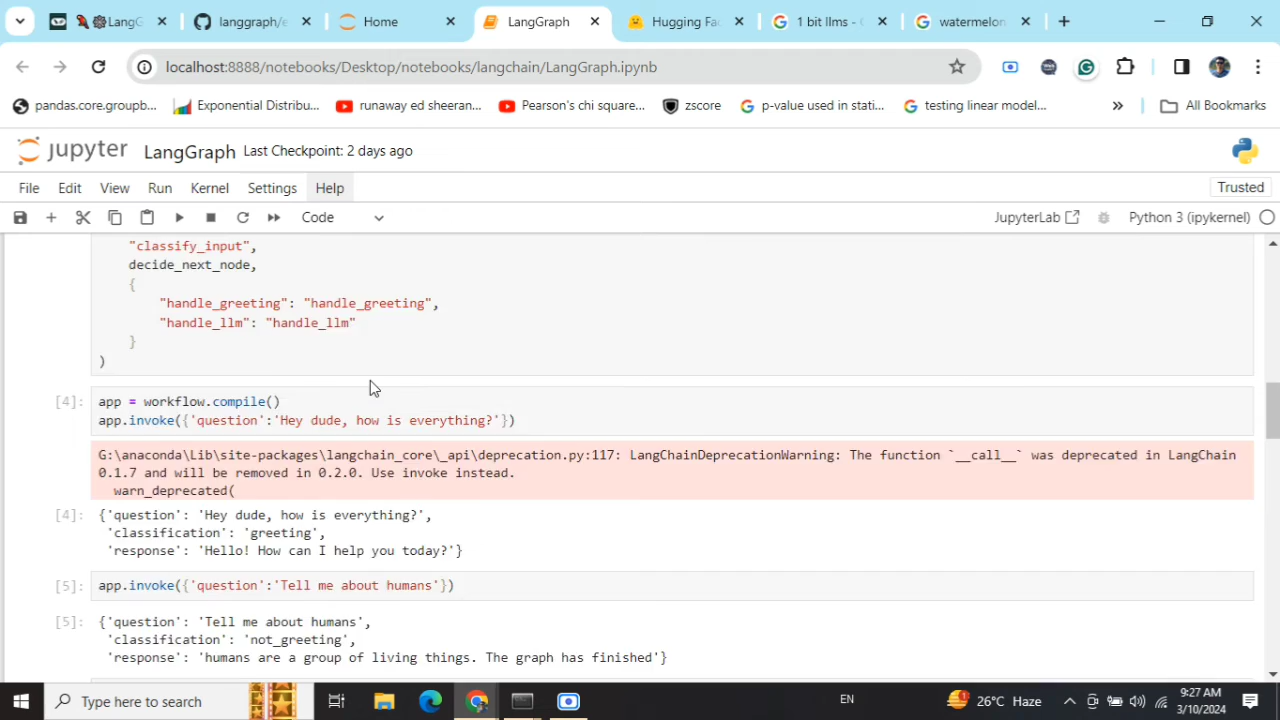 LangG
langgraph/e
Home
LangGraph
Hugging Fac
1 bit llms - G
watermelon
localhost:8888/notebooks/Desktop/notebooks/langchain/LangGraph.ipynb
pandas.core.groupb...
Exponential Distribu...
runaway ed sheeran...
Pearson's chi square...
zscore
p-value used in stati...
testing linear model...
»
All Bookmarks
jupyter
LangGraph
Last Checkpoint: 2 days ago
File
Edit
View
Run
Kernel
Settings
Help
Trusted
Code
JupyterLab
Python 3 (ipykernel)
"classify_input",
decide_next_node,
{
"handle_greeting": "handle_greeting",
"handle_llm": "handle_llm"
}
)
[4]:
app = workflow.compile()
app.invoke({'question':'Hey dude, how is everything?'})
G:\anaconda\Lib\site-packages\langchain_core\_api\deprecation.py:117: LangChainDeprecationWarning: The function `__call__` was deprecated in LangChain
0.1.7 and will be removed in 0.2.0. Use invoke instead.
warn_deprecated(
[4]:
{'question': 'Hey dude, how is everything?',
'classification': 'greeting',
'response': 'Hello! How can I help you today?'}
[5]:
app.invoke({'question':'Tell me about humans'})
[5]:
{'question': 'Tell me about humans',
'classification': 'not_greeting',
'response': 'humans are a group of living things. The graph has finished'}
Type here to search
EN
26°C Haze
9:27 AM
3/10/2024